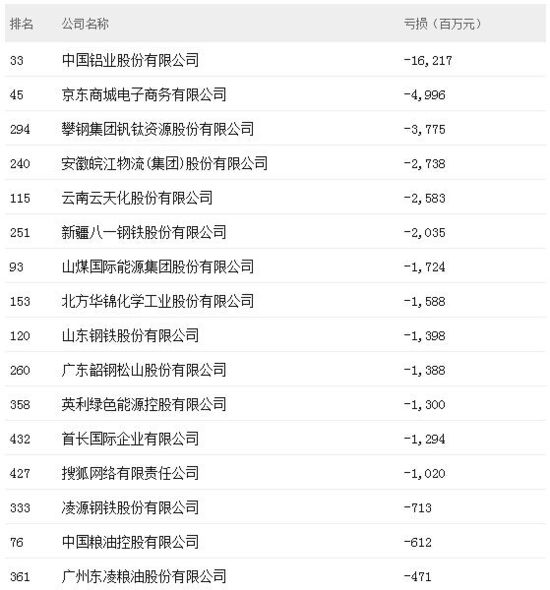 排名 公司名称 亏损（百万元）
33 中国铝业股份有限公司 -16,217
45 京东商城电子商务有限公司 -4,996
294 攀钢集团钒钛资源股份有限公司 -3,775
240 安徽皖江物流(集团)股份有限公司 -2,738
115 云南云天化股份有限公司 -2,583
251 新疆八一钢铁股份有限公司 -2,035
93 山煤国际能源集团股份有限公司 -1,724
153 北方华锦化学工业股份有限公司 -1,588
120 山东钢铁股份有限公司 -1,398
260 广东韶钢松山股份有限公司 -1,388
358 英利绿色能源控股有限公司 -1,300
432 首长国际企业有限公司 -1,294
427 搜狐网络有限责任公司 -1,020
333 凌源钢铁股份有限公司 -713
76 中国粮油控股有限公司 -612
361 广州东凌粮油股份有限公司 -471